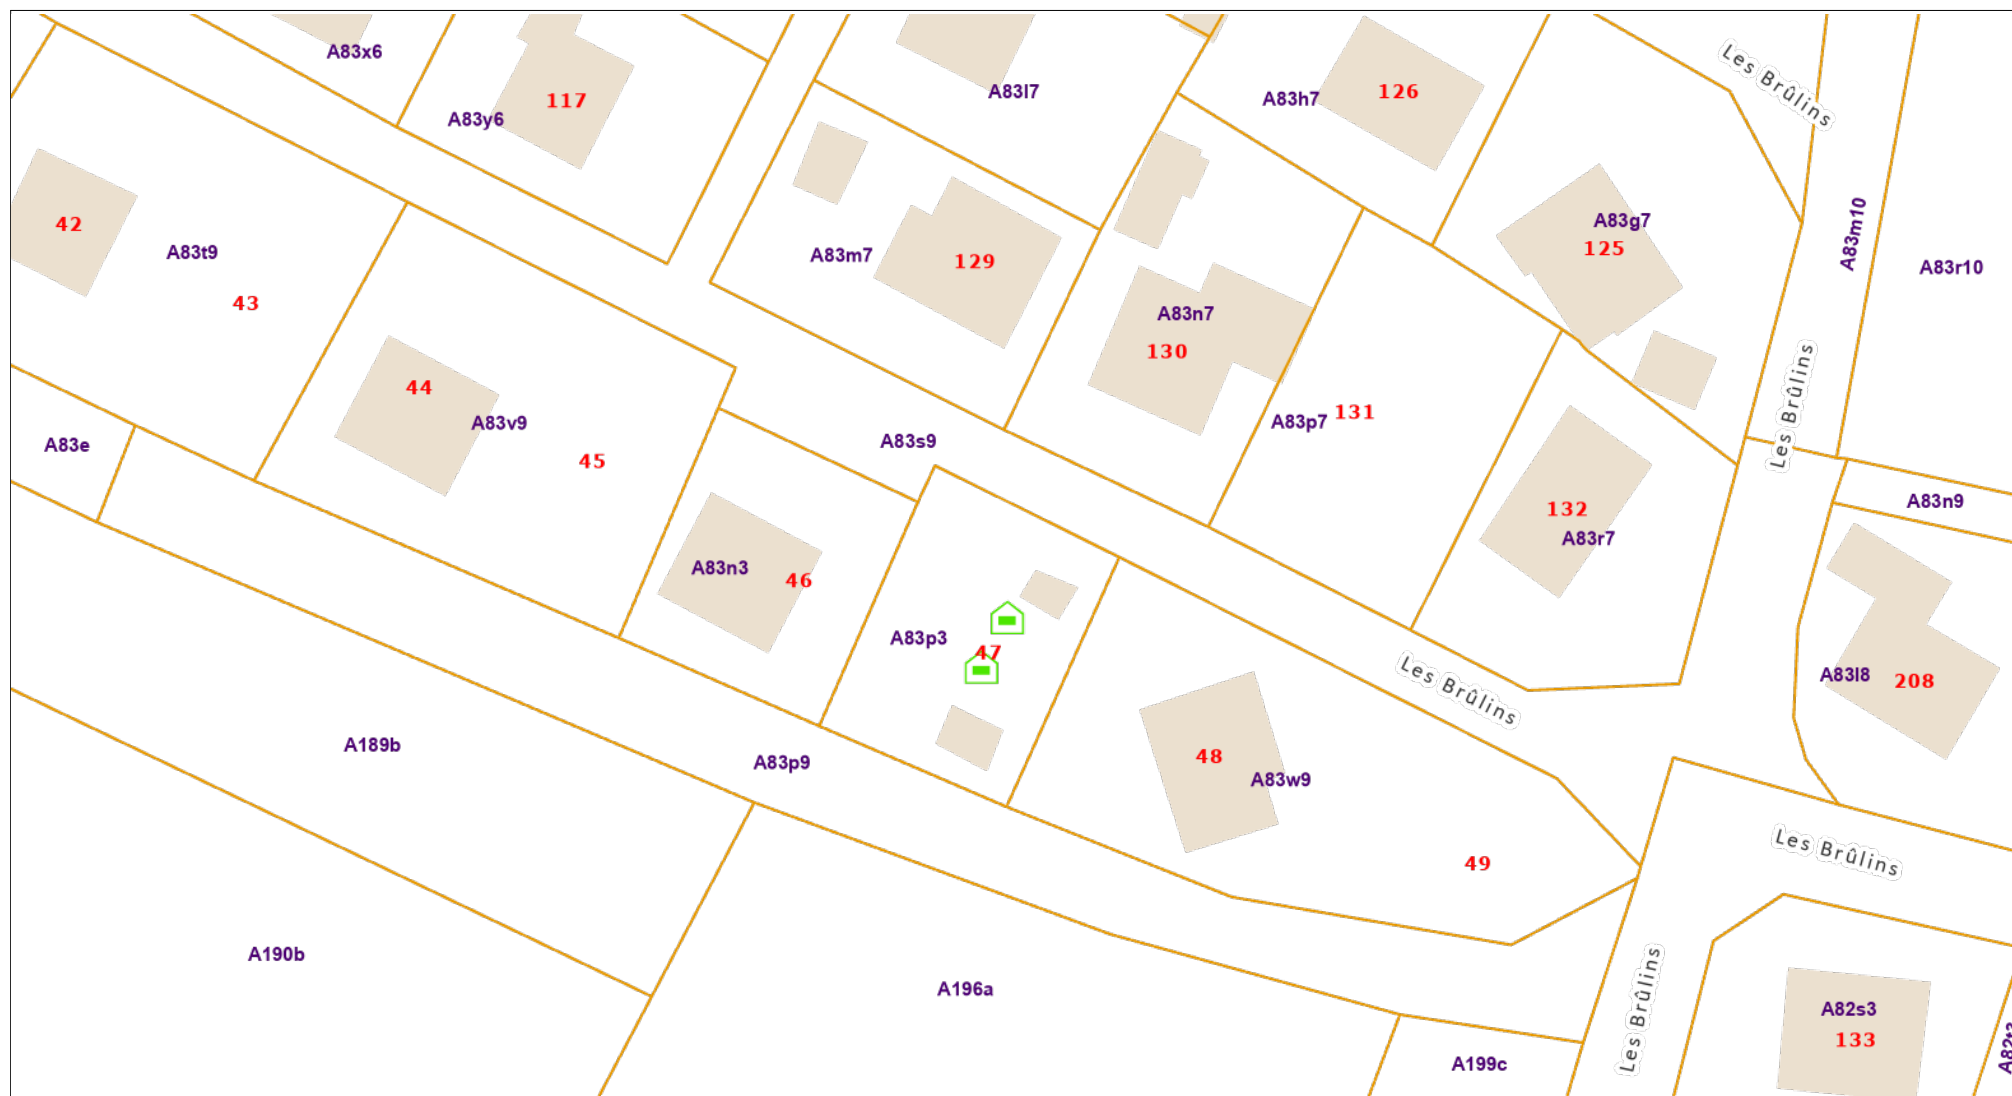 A83x6
117
A83y6
A83l7
A83h7
126
Les Brûlins
42
A83t9
43
A83m7
129
A83g7
125
A83m10
A83r10
A83n7
130
44
A83v9
45
A83s9
A83p7
131
Les Brûlins
A83e
A83n9
132
A83r7
A83n3
46
A83p3
47
Les Brûlins
A83l8
208
A189b
A83p9
48
A83w9
49
Les Brûlins
A190b
A196a
Les Brûlins
A82s3
133
A199c